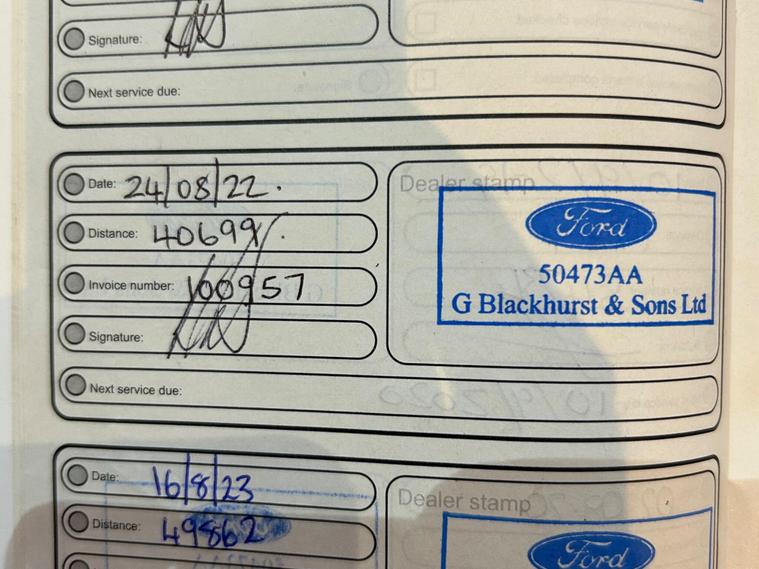 Signature:
Next service due:
Date: 24/08/22.
Dealer stamp
Distance: 40699
Ford
Invoice number: 100957
50473AA
G Blackhurst & Sons Ltd
Signature:
Next service due:
Date: 16/8/23
Dealer stamp
Distance: 49862
Ford